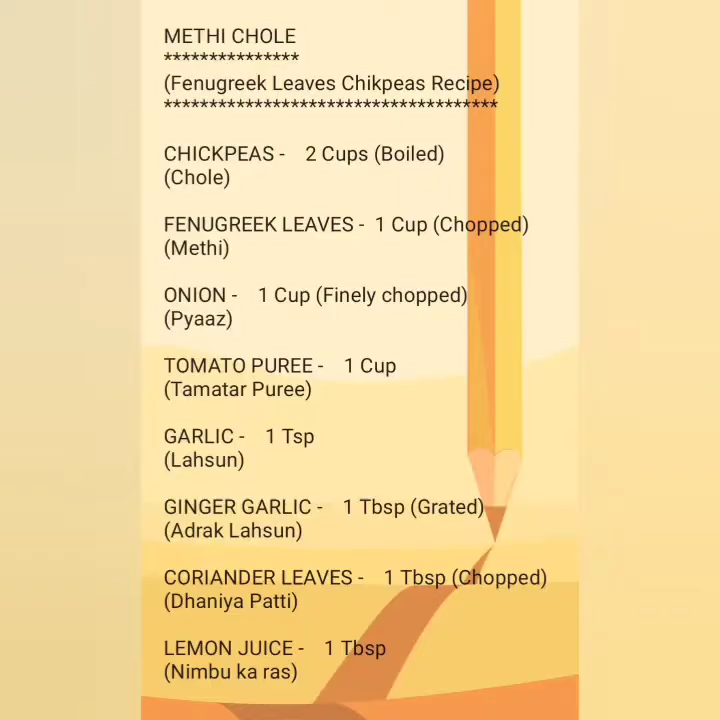 METHI CHOLE
***************
(Fenugreek Leaves Chikpeas Recipe)
*************************************
CHICKPEAS - 2 Cups (Boiled)
(Chole)
FENUGREEK LEAVES - 1 Cup (Chopped)
(Methi)
ONION - 1 Cup (Finely chopped)
(Pyaaz)
TOMATO PUREE - 1 Cup
(Tamatar Puree)
GARLIC - 1 Tsp
(Lahsun)
GINGER GARLIC - 1 Tbsp (Grated)
(Adrak Lahsun)
CORIANDER LEAVES - 1 Tbsp (Chopped)
(Dhaniya Patti)
LEMON JUICE - 1 Tbsp
(Nimbu ka ras)